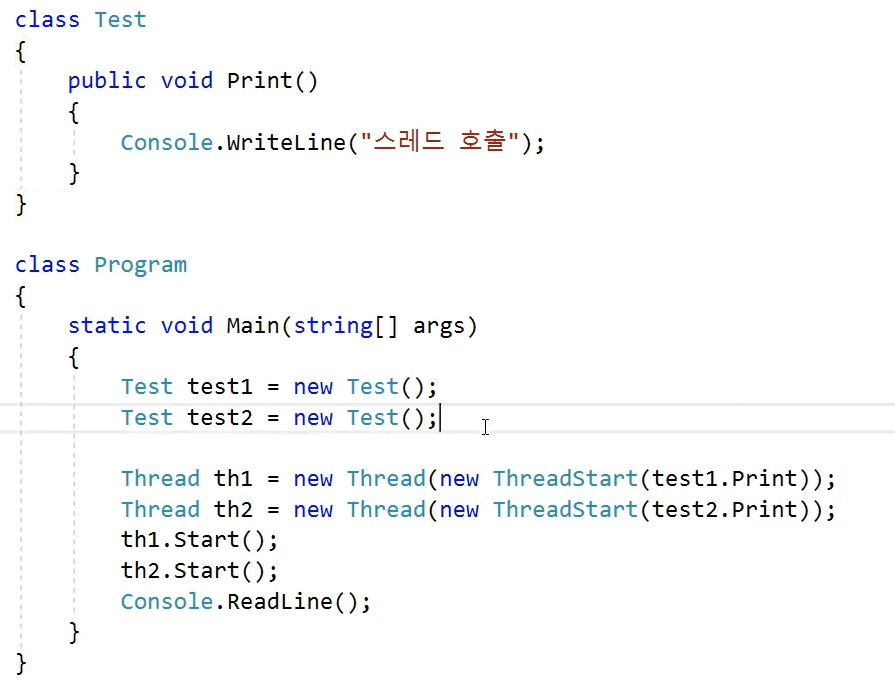 class Test
{
    public void Print()
    {
        Console.WriteLine("스레드 호출");
    }
}

class Program
{
    static void Main(string[] args)
    {
        Test test1 = new Test();
        Test test2 = new Test();

        Thread th1 = new Thread(new ThreadStart(test1.Print));
        Thread th2 = new Thread(new ThreadStart(test2.Print));
        th1.Start();
        th2.Start();
        Console.ReadLine();
    }
}